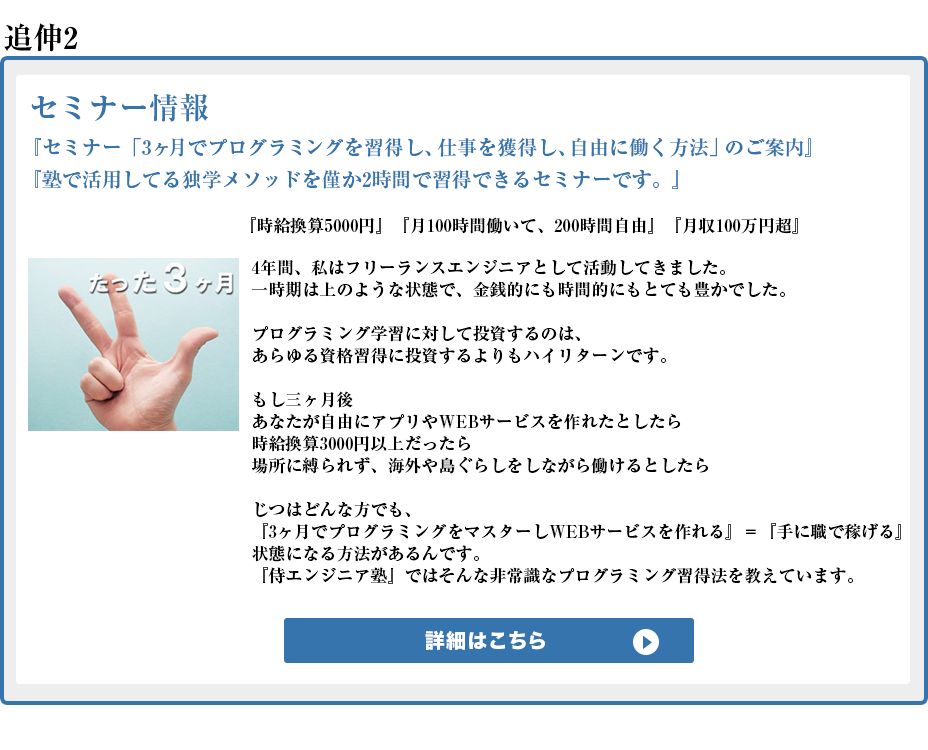 追伸2
セミナー情報
『セミナー「3ヶ月でプログラミングを習得し、仕事を獲得し、自由に働く方法」のご案内』
『塾で活用してる独学メソッドを僅か2時間で習得できるセミナーです。』
『時給換算5000円』『月100時間働いて、200時間自由』『月収100万円超』
たった3ヶ月
4年間、私はフリーランスエンジニアとして活動してきました。
一時期は上のような状態で、金銭的にも時間的にもとても豊かでした。
プログラミング学習に対して投資するのは、
あらゆる資格習得に投資するよりもハイリターンです。
もし三ヶ月後
あなたが自由にアプリやWEBサービスを作れたとしたら
時給換算3000円以上だったら
場所に縛られず、海外や島ぐらしをしながら働けるとしたら
じつはどんな方でも、
『3ヶ月でプログラミングをマスターしWEBサービスを作れる』＝『手に職で稼げる』
状態になる方法があるんです。
『侍エンジニア塾』ではそんな非常識なプログラミング習得法を教えています。
詳細はこちら